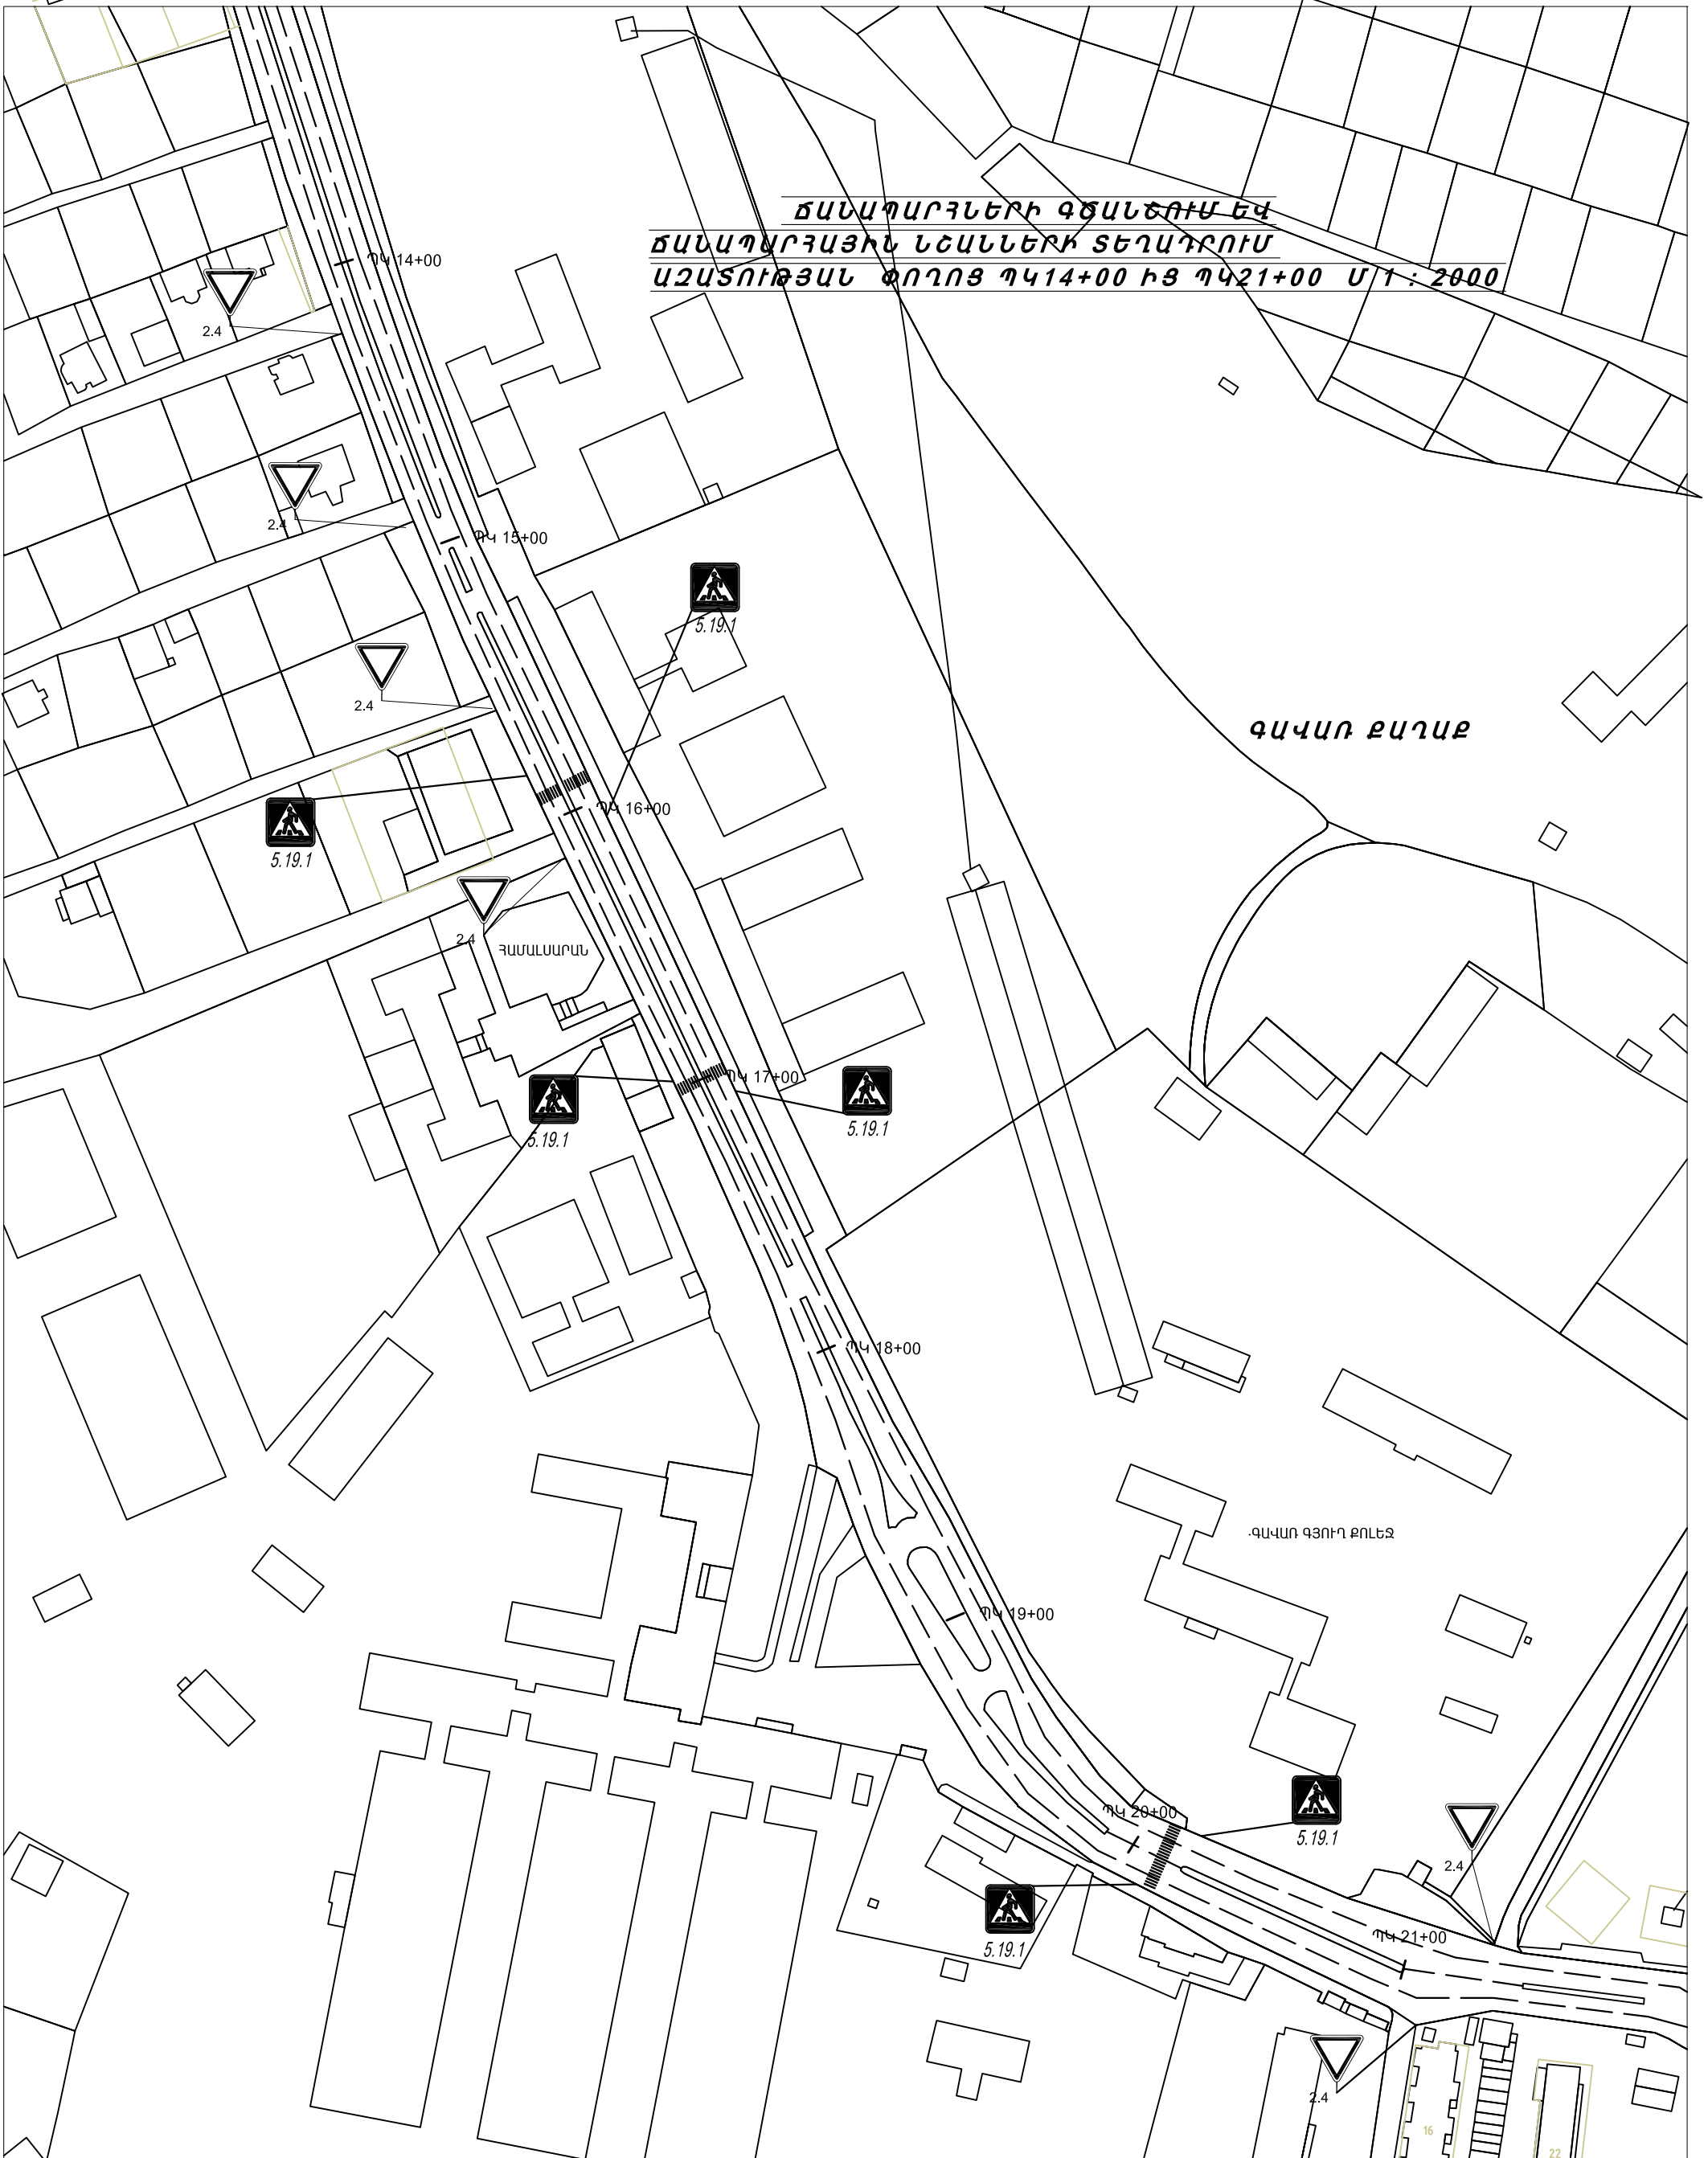 ՃԱՆԱՊԱՐՀՆԵՐԻ ԳԾԱՆՇՈՒՄ ԵՎ
ՃԱՆԱՊԱՐՀԱՅԻՆ ՆՇԱՆՆԵՐԻ ՏԵՂԱԴՐՈՒՄ
ԱԶԱՏՈՒԹՅԱՆ ՓՈՂՈՑ ՊԿ14+00 ԻՑ ՊԿ21+00 Մ 1 : 2000
ՊԿ 14+00
2.4
2.4
ՊԿ 15+00
5.19.1
2.4
ԳԱՎԱՌ ՔԱՂԱՔ
ՊԿ 16+00
5.19.1
2.4
ՀԱՄԱԼՍԱՐԱՆ
ՊԿ 17+00
5.19.1
5.19.1
ՊԿ 18+00
ԳԱՎԱՌ ԳՅՈՒՂ ՔՈԼԵՋ
ՊԿ 19+00
ՊԿ 20+00
5.19.1
2.4
ՊԿ 21+00
5.19.1
2.4
16
22